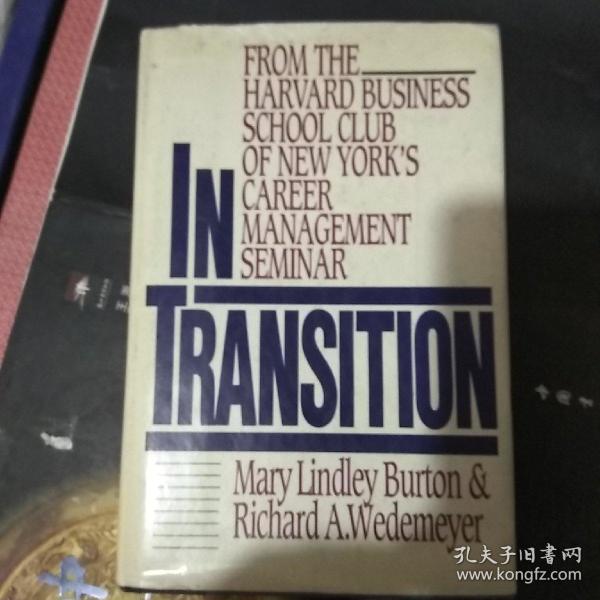 FROM THE
HARVARD BUSINESS
SCHOOL CLUB
OF NEW YORK'S
CAREER
MANAGEMENT
SEMINAR
IN
TRANSITION
Mary Lindley Burton &
Richard A. Wedemeyer
孔夫子旧書网
www.kongfz.com